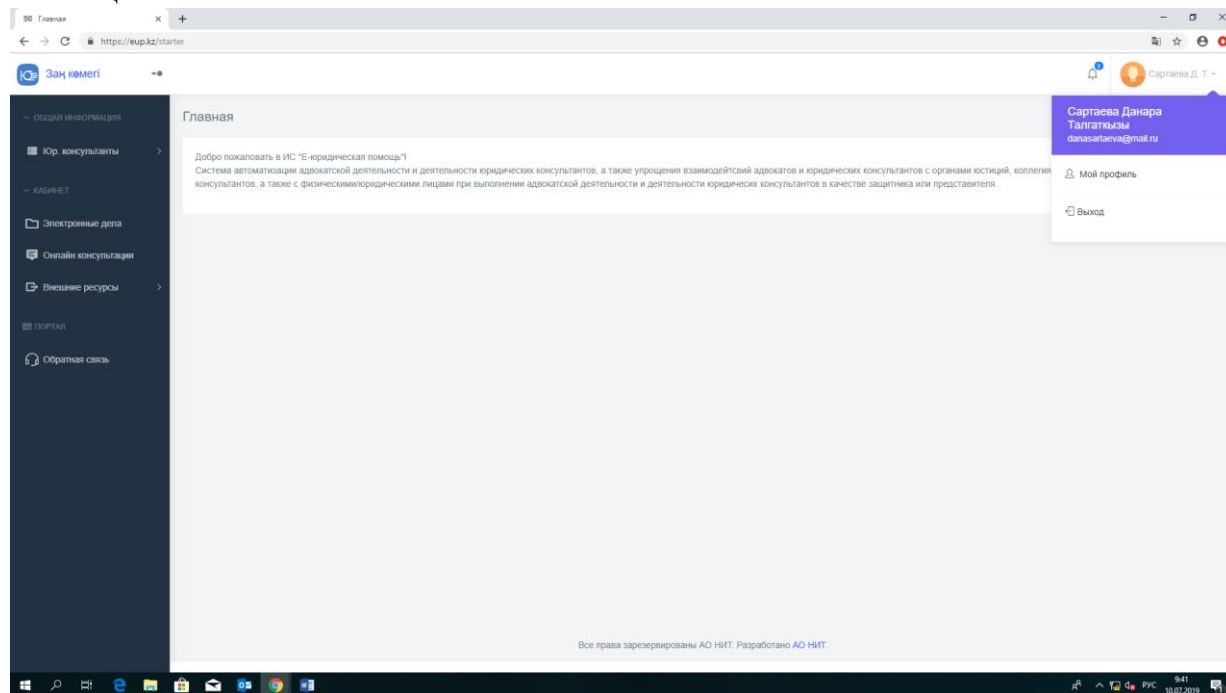 Главная
https://eup.kz/starter
Заң көмегі
2
Сартаева Д. Т.
Сартаева Данара
Талгаткызы
danasartaeva@mail.ru
Мой профиль
Выход
— ОБЩАЯ ИНФОРМАЦИЯ
Юр. консультанты
— КАБИНЕТ
Электронные дела
Онлайн консультации
Внешние ресурсы
ПОРТАЛ
Обратная связь
Главная
Добро пожаловать в ИС "Е-юридическая помощь"!
Система автоматизации адвокатской деятельности и деятельности юридических консультантов, а также упрощения взаимодейтсвий адвокатов и юридических консультантов с органами юстиций, коллегия
консультантов, а также с физическими/юридическими лицами при выполнении адвокатской деятельности и деятельности юридичесих консультантов в качестве защитника или представителя.
Все права зарезервированы АО НИТ. Разработано АО НИТ.
РУС
9:41
10.07.2019